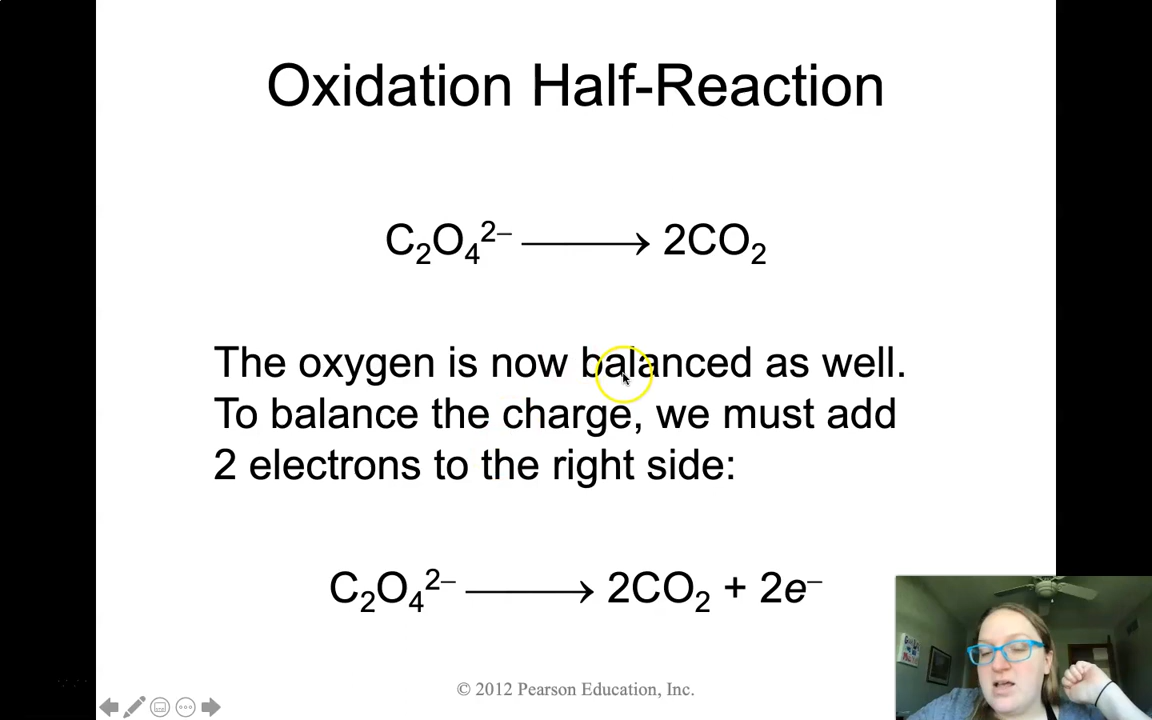 Oxidation Half-Reaction
C₂O₄²⁻ ⟶ 2CO₂
The oxygen is now balanced as well.
To balance the charge, we must add
2 electrons to the right side:
C₂O₄²⁻ ⟶ 2CO₂ + 2e⁻
© 2012 Pearson Education, Inc.